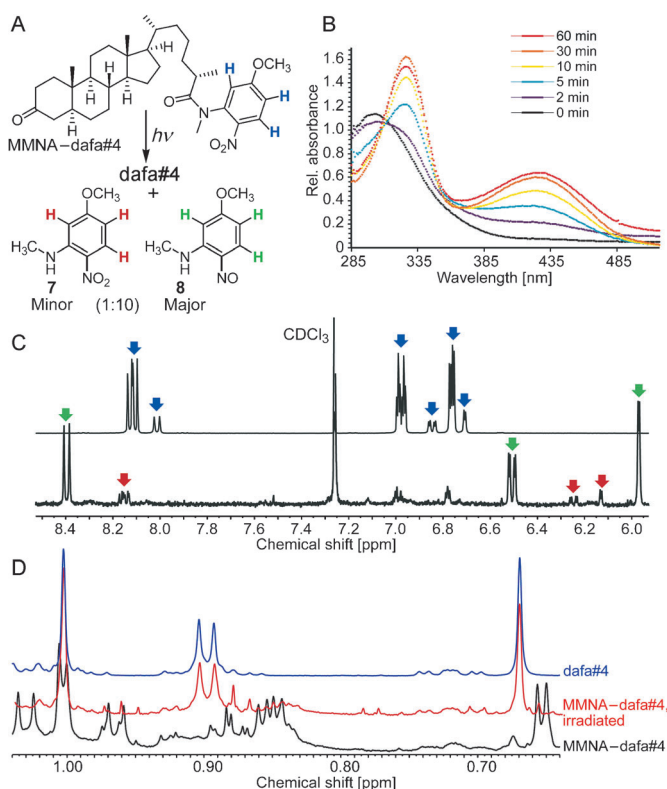 A
H
H
H
H
H
H
O
O
N
OCH₃
NO₂
H
H
H
MMNA–dafa#4
hν
dafa#4
+
OCH₃
H
H
H
H₃C
N
H
NO₂
7
Minor
(1:10)
OCH₃
H
H
H
H₃C
N
H
NO
8
Major
B
Rel. absorbance
1.6
1.4
1.2
1.0
0.8
0.6
0.4
0.2
0
285 335 385 435 485
Wavelength [nm]
60 min
30 min
10 min
5 min
2 min
0 min
C
CDCl₃
8.4 8.2 8.0 7.8 7.6 7.4 7.2 7.0 6.8 6.6 6.4 6.2 6.0
Chemical shift [ppm]
D
dafa#4
MMNA–dafa#4,
irradiated
MMNA–dafa#4
1.00 0.90 0.80 0.70
Chemical shift [ppm]